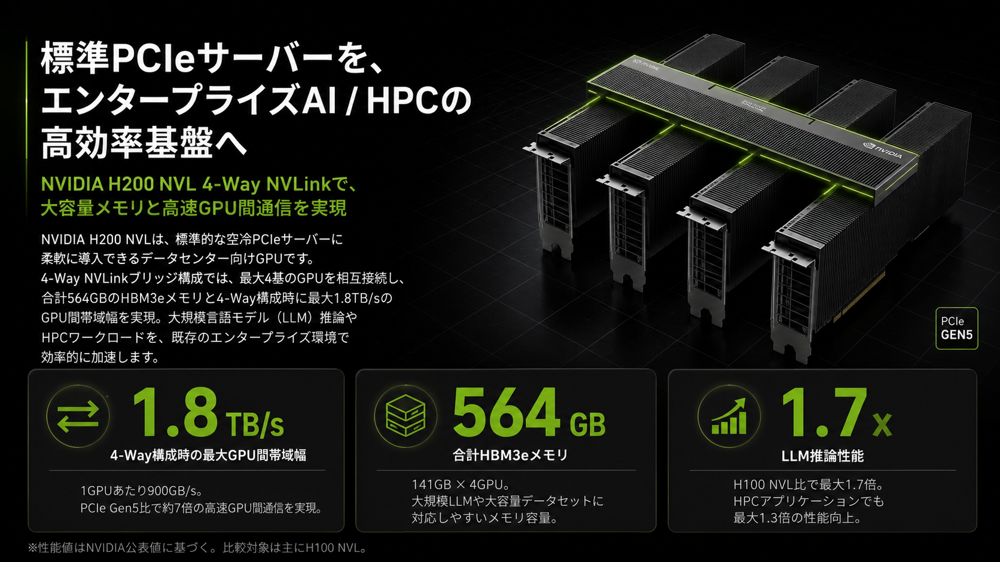 標準PCIeサーバーを、
エンタープライズAI / HPCの
高効率基盤へ
NVIDIA H200 NVL 4-Way NVLinkで、
大容量メモリと高速GPU間通信を実現
NVIDIA H200 NVLは、標準的な空冷PCIeサーバーに
柔軟に導入できるデータセンター向けGPUです。
4-Way NVLinkブリッジ構成では、最大4基のGPUを相互接続し、
合計564GBのHBM3eメモリと4-Way構成時に最大1.8TB/sの
GPU間帯域幅を実現。大規模言語モデル（LLM）推論や
HPCワークロードを、既存のエンタープライズ環境で
効率的に加速します。
NVIDIA
NVIDIA
PCIe
GEN5
1.8 TB/s
4-Way構成時の最大GPU間帯域幅
1GPUあたり900GB/s。
PCIe Gen5比で約7倍の高速GPU間通信を実現。
564 GB
合計HBM3eメモリ
141GB × 4GPU。
大規模LLMや大容量データセットに
対応しやすいメモリ容量。
1.7x
LLM推論性能
H100 NVL比で最大1.7倍。
HPCアプリケーションでも
最大1.3倍の性能向上。
※性能値はNVIDIA公表値に基づく。比較対象は主にH100 NVL。